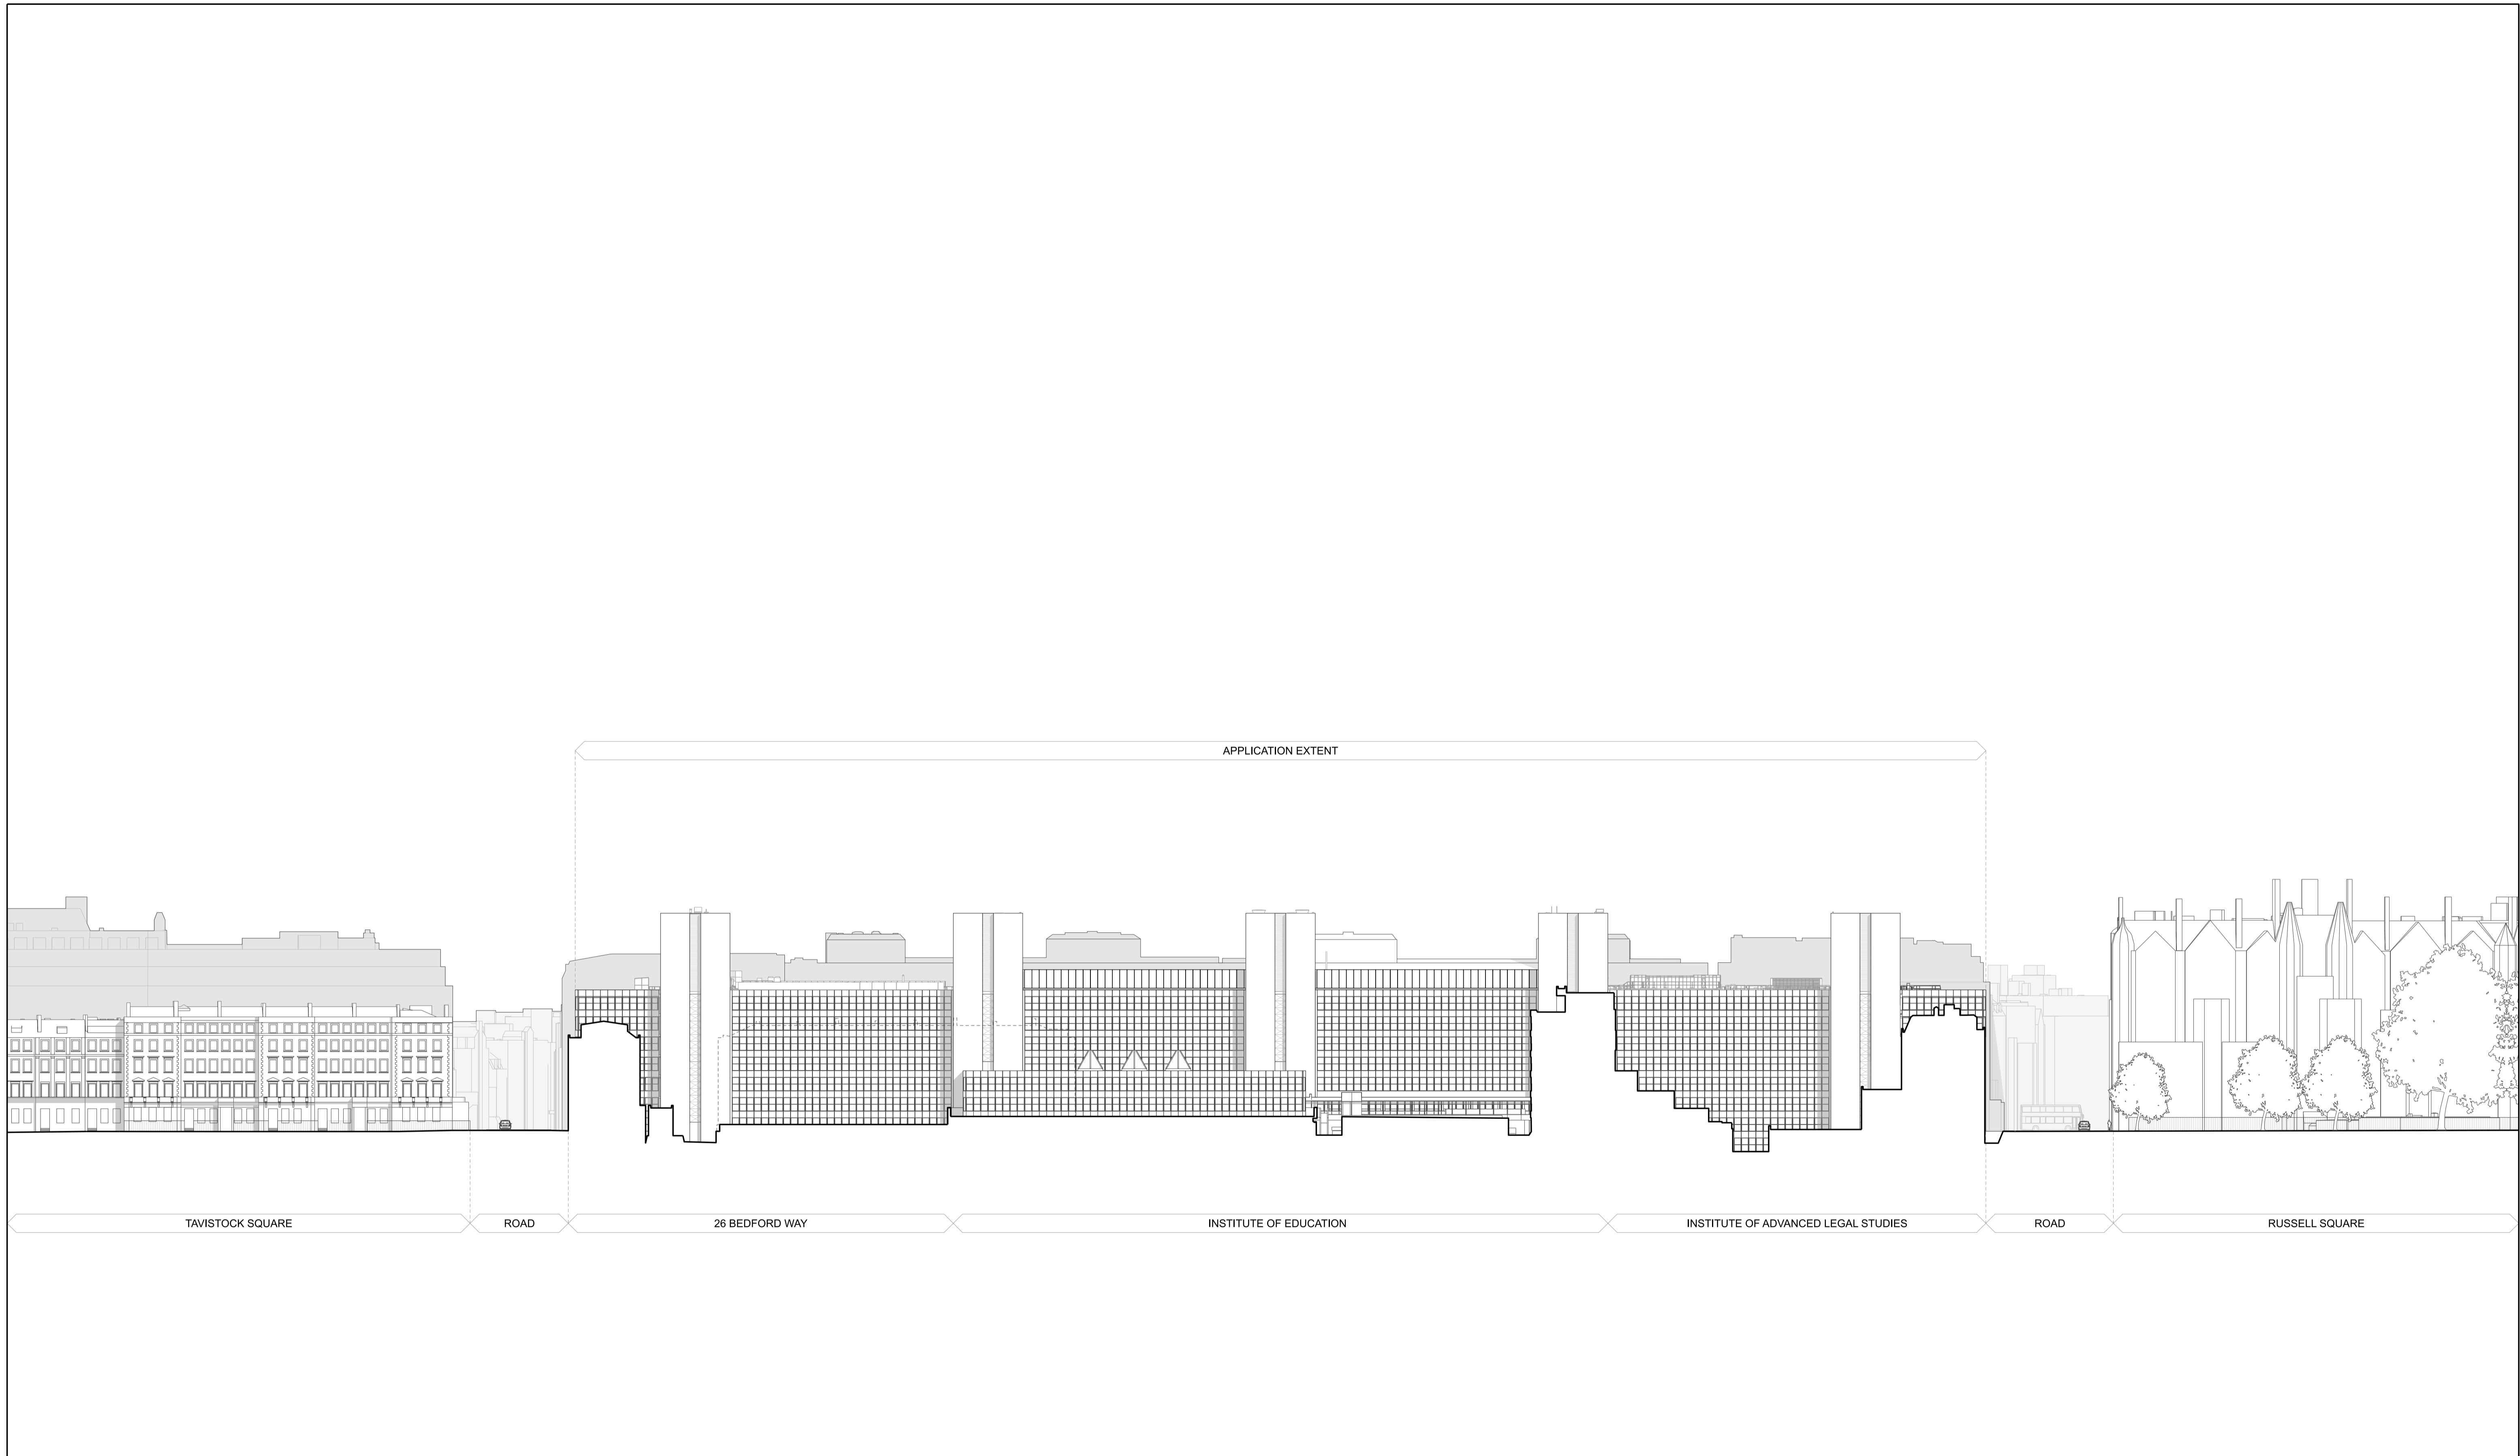 APPLICATION EXTENT
TAVISTOCK SQUARE
ROAD
26 BEDFORD WAY
INSTITUTE OF EDUCATION
INSTITUTE OF ADVANCED LEGAL STUDIES
ROAD
RUSSELL SQUARE